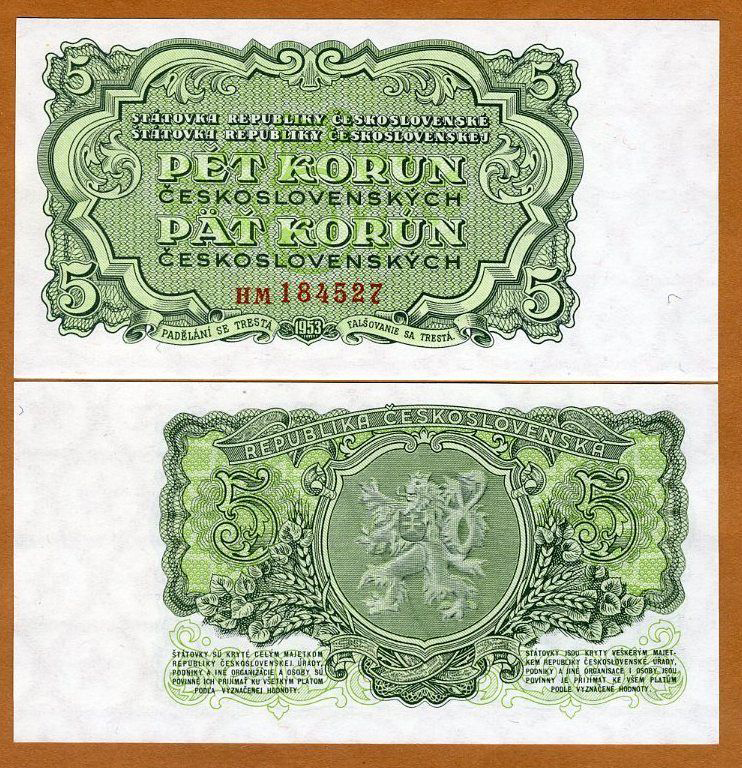 5 5
STÁTOVKA REPUBLIKY ČESKOSLOVENSKÉ
ŠTÁTOVKA REPUBLIKY ČESKOSLOVENSKEJ
PĚT KORUN
ČESKOSLOVENSKÝCH
PÄŤ KORÚN
ČESKOSLOVENSKÝCH
HM 184527
5 5
PADĚLÁNÍ SE TRESTÁ 1953 FALŠOVANIE SA TRESTÁ.
REPUBLIKA ČESKOSLOVENSKÁ
5 5
ŠTÁTOVKY SÚ KRYTÉ CELÝM MAJETKOM
REPUBLIKY ČESKOSLOVENSKEJ. ÚRADY,
PODNIKY A INÉ ORGANIZÁCIE A OSOBY SÚ
POVINNÉ ICH PRIJÍMAŤ KU VŠETKÝM PLATOM
PODĽA VYZNAČENEJ HODNOTY.
STÁTOVKY JSOU KRYTY VEŠKERÝM MAJET-
KEM REPUBLIKY ČESKOSLOVENSKÉ. ÚŘADY,
PODNIKY A JINÉ ORGANISACE I OSOBY JSOU
POVINNY JE PŘIJÍMAT KE VŠEM PLATŮM
PODLE VYZNAČENÉ HODNOTY.